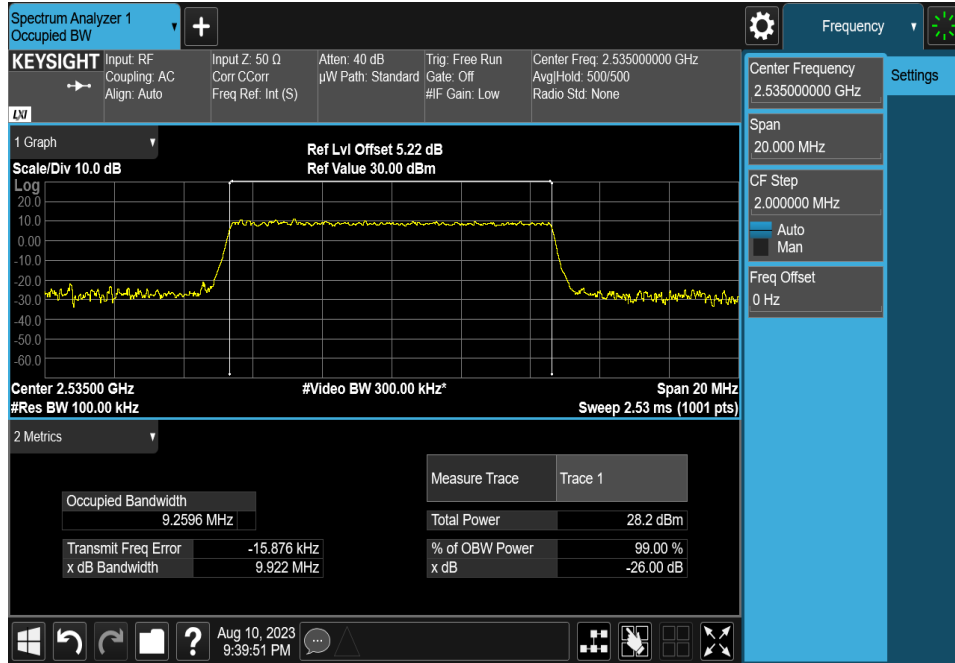 Spectrum Analyzer 1
Occupied BW
Frequency
KEYSIGHT
LXI
Input: RF
Coupling: AC
Align: Auto
Input Z: 50 Ω
Corr CCorr
Freq Ref: Int (S)
Atten: 40 dB
µW Path: Standard
Trig: Free Run
Gate: Off
#IF Gain: Low
Center Freq: 2.535000000 GHz
Avg|Hold: 500/500
Radio Std: None
Center Frequency
2.535000000 GHz
Settings
Span
20.000 MHz
CF Step
2.000000 MHz
Auto
Man
Freq Offset
0 Hz
1 Graph
Scale/Div 10.0 dB
Ref Lvl Offset 5.22 dB
Ref Value 30.00 dBm
Log
20.0
10.0
0.00
-10.0
-20.0
-30.0
-40.0
-50.0
-60.0
Center 2.53500 GHz
#Video BW 300.00 kHz*
Span 20 MHz
#Res BW 100.00 kHz
Sweep 2.53 ms (1001 pts)
2 Metrics
Measure Trace Trace 1
Occupied Bandwidth
9.2596 MHz
Total Power 28.2 dBm
Transmit Freq Error -15.876 kHz
% of OBW Power 99.00 %
x dB Bandwidth 9.922 MHz
x dB -26.00 dB
Aug 10, 2023
9:39:51 PM